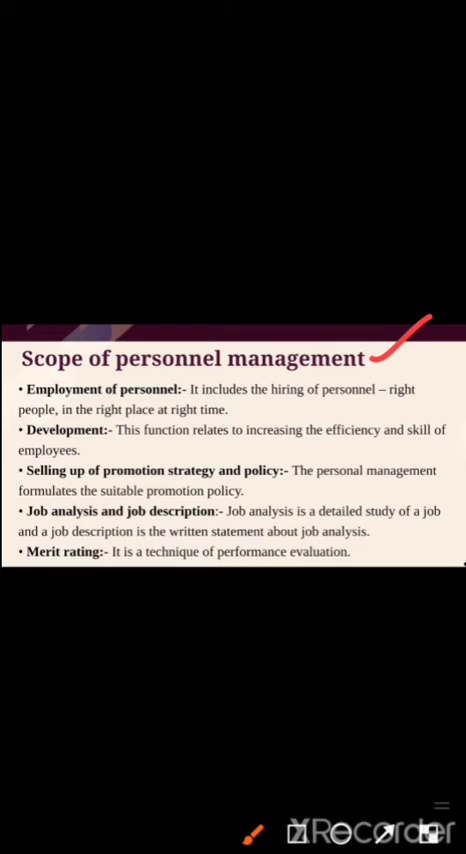 Scope of personnel management
• Employment of personnel:- It includes the hiring of personnel – right
people, in the right place at right time.
• Development:- This function relates to increasing the efficiency and skill of
employees.
• Selling up of promotion strategy and policy:- The personal management
formulates the suitable promotion policy.
• Job analysis and job description:- Job analysis is a detailed study of a job
and a job description is the written statement about job analysis.
• Merit rating:- It is a technique of performance evaluation.
XRecorder